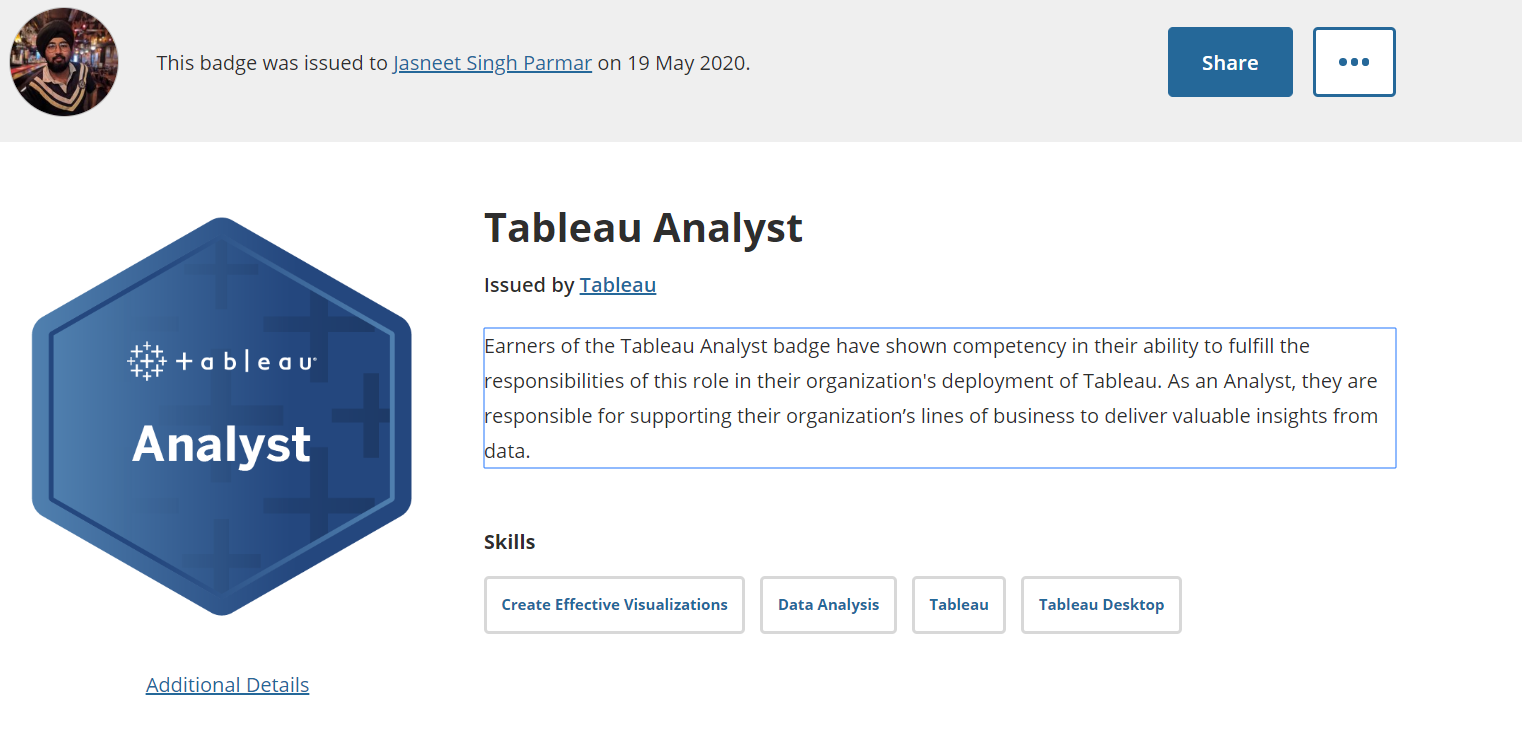 This badge was issued to Jasneet Singh Parmar on 19 May 2020.
Share
Tableau Analyst
Issued by Tableau
Earners of the Tableau Analyst badge have shown competency in their ability to fulfill the
responsibilities of this role in their organization's deployment of Tableau. As an Analyst, they are
responsible for supporting their organization’s lines of business to deliver valuable insights from
data.
+ableau
Analyst
Skills
Create Effective Visualizations
Data Analysis
Tableau
Tableau Desktop
Additional Details